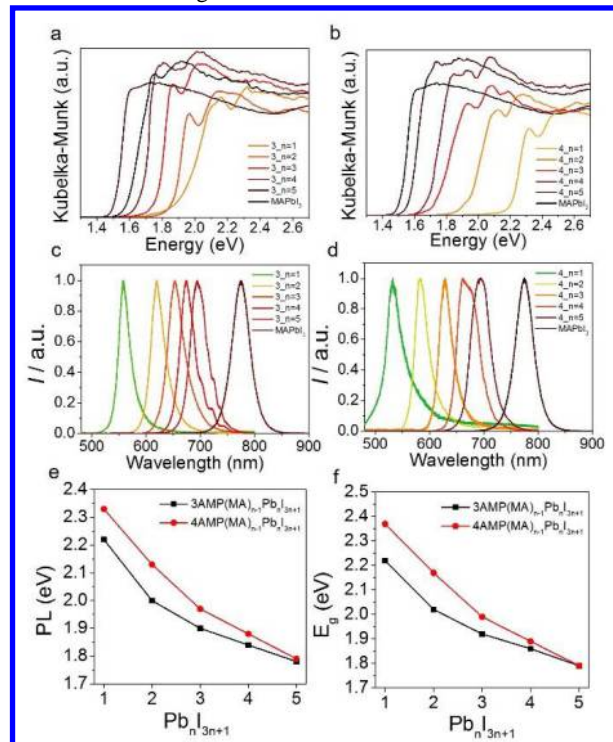 a
b
Kubelka-Munk (a.u.)
3_n=1
3_n=2
3_n=3
3_n=4
3_n=5
MAPbI3
1.4 1.6 1.8 2.0 2.2 2.4 2.6
Energy (eV)
Kubelka-Munk (a.u.)
4_n=1
4_n=2
4_n=3
4_n=4
4_n=5
MAPbI3
1.4 1.6 1.8 2.0 2.2 2.4 2.6
Energy (eV)
c
d
I / a.u.
1.0
0.8
0.6
0.4
0.2
0.0
3_n=1
3_n=2
3_n=3
3_n=4
3_n=5
MAPbI3
500 600 700 800 900
Wavelength (nm)
I / a.u.
1.0
0.8
0.6
0.4
0.2
0.0
4_n=1
4_n=2
4_n=3
4_n=4
4_n=5
MAPbI3
500 600 700 800 900
Wavelength (nm)
e
f
PL (eV)
2.4
2.3
2.2
2.1
2.0
1.9
1.8
1.7
3AMP(MA)n-1PbnI3n+1
4AMP(MA)n-1PbnI3n+1
1 2 3 4 5
PbnI3n+1
Eg (eV)
2.5
2.4
2.3
2.2
2.1
2.0
1.9
1.8
1.7
3AMP(MA)n-1PbnI3n+1
4AMP(MA)n-1PbnI3n+1
1 2 3 4 5
PbnI3n+1